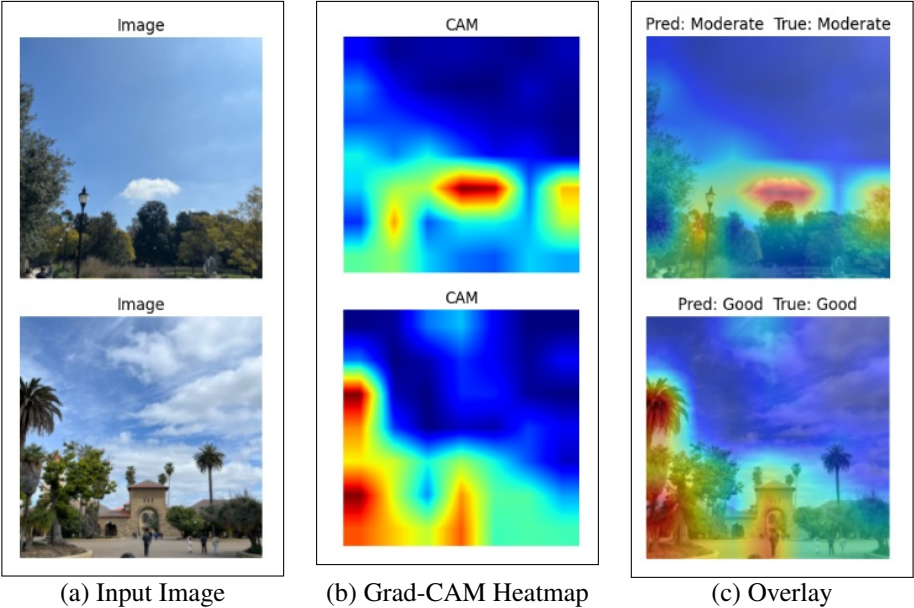 Image
CAM
Pred: Moderate  True: Moderate
Image
CAM
Pred: Good  True: Good
(a) Input Image
(b) Grad-CAM Heatmap
(c) Overlay